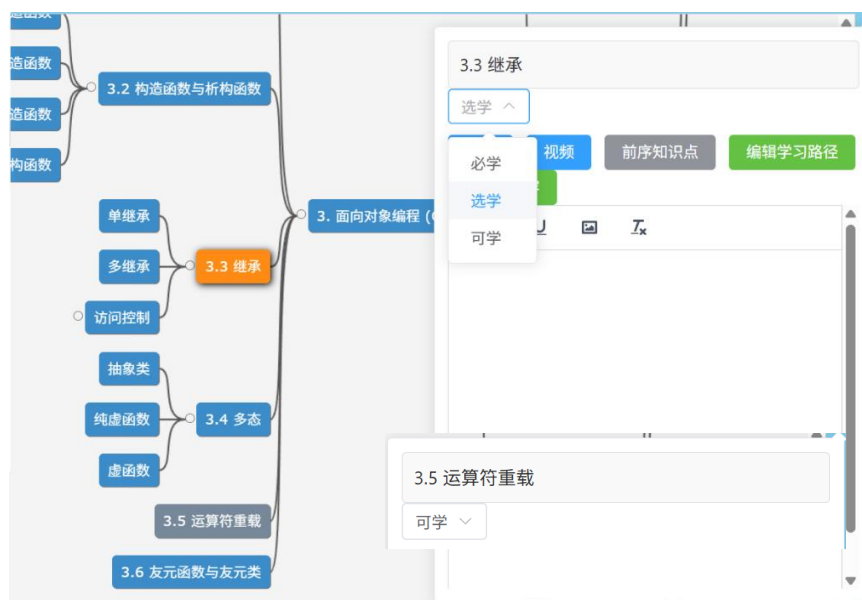 造函数
造函数
构函数
3.2 构造函数与析构函数
单继承
多继承
访问控制
3.3 继承
3. 面向对象编程 (
抽象类
纯虚函数
虚函数
3.4 多态
3.5 运算符重载
3.6 友元函数与友元类
3.3 继承
选学
视频
前序知识点
编辑学习路径
必学
选学
可学
3.5 运算符重载
可学